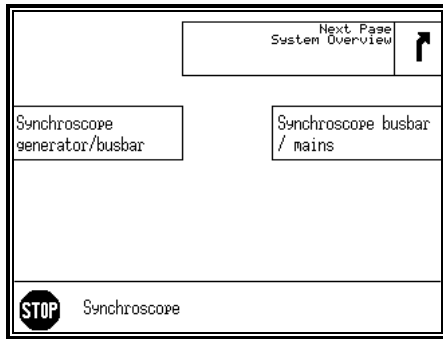 Next Page
System Overview
Synchroscope
generator/busbar
Synchroscope busbar
/ mains
STOP
Synchroscope